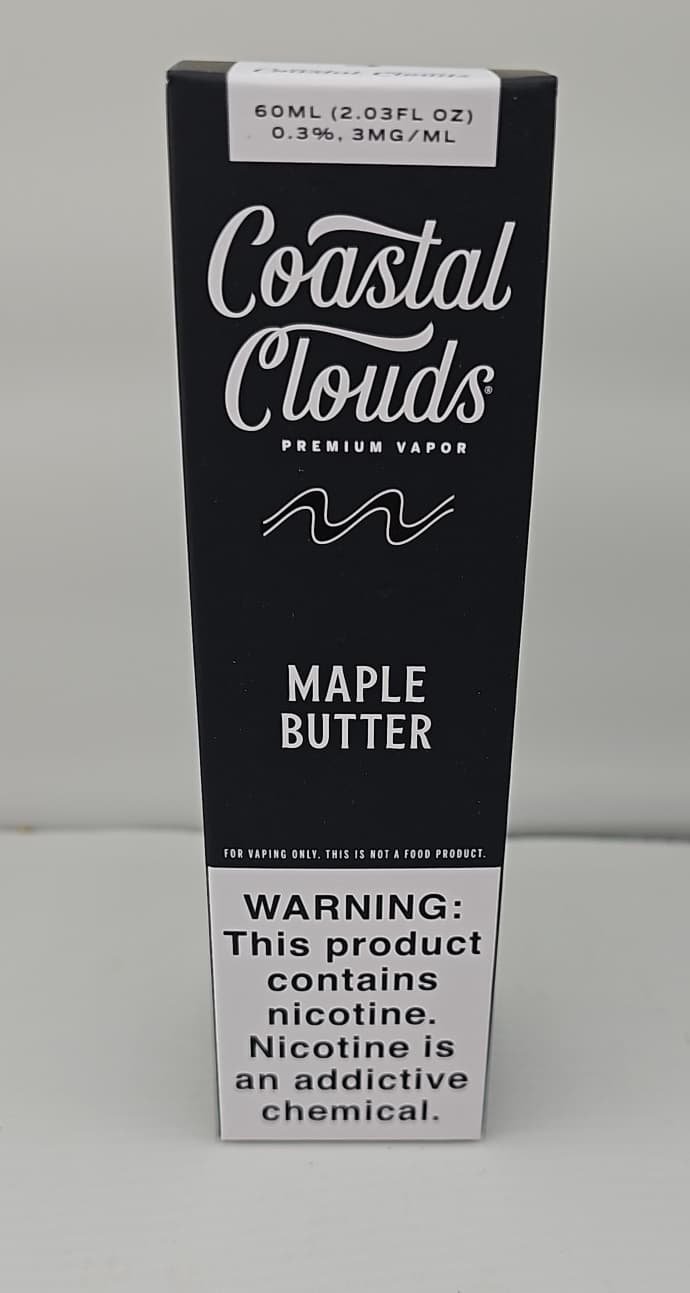 60ML (2.03FL OZ)
0.3%, 3MG/ML
Coastal
Clouds®
PREMIUM VAPOR
MAPLE
BUTTER
FOR VAPING ONLY. THIS IS NOT A FOOD PRODUCT.
WARNING:
This product
contains
nicotine.
Nicotine is
an addictive
chemical.